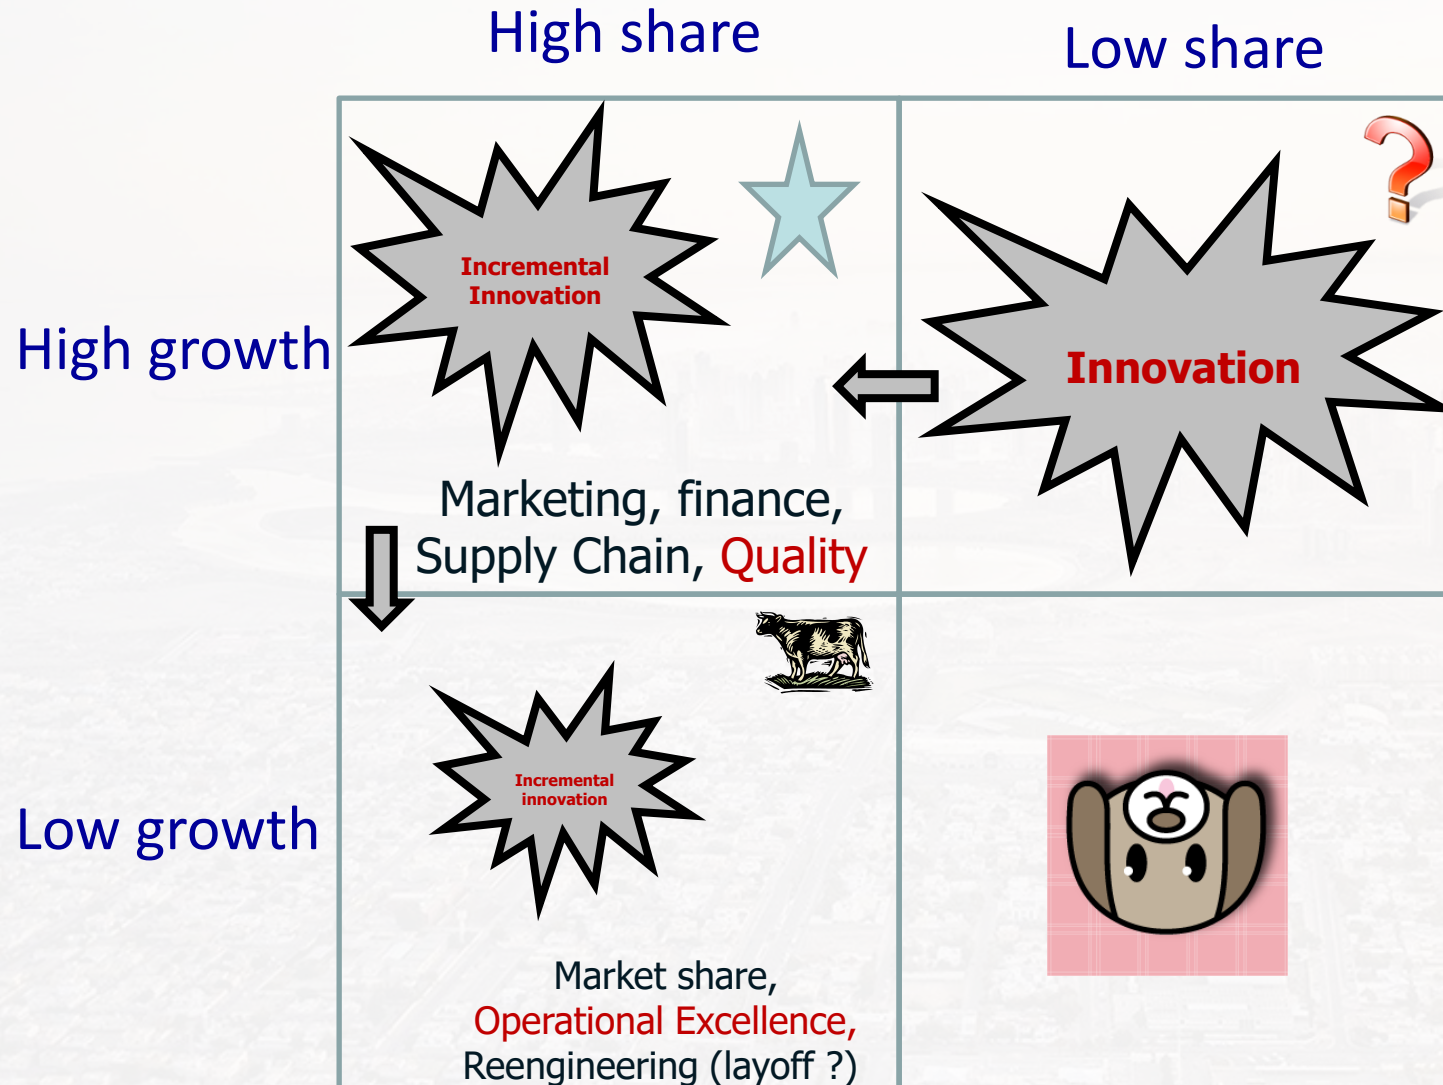 High share
Low share
High growth
Incremental
Innovation
Innovation
Marketing, finance,
Supply Chain, Quality
Low growth
Incremental
innovation
Market share,
Operational Excellence,
Reengineering (layoff ?)